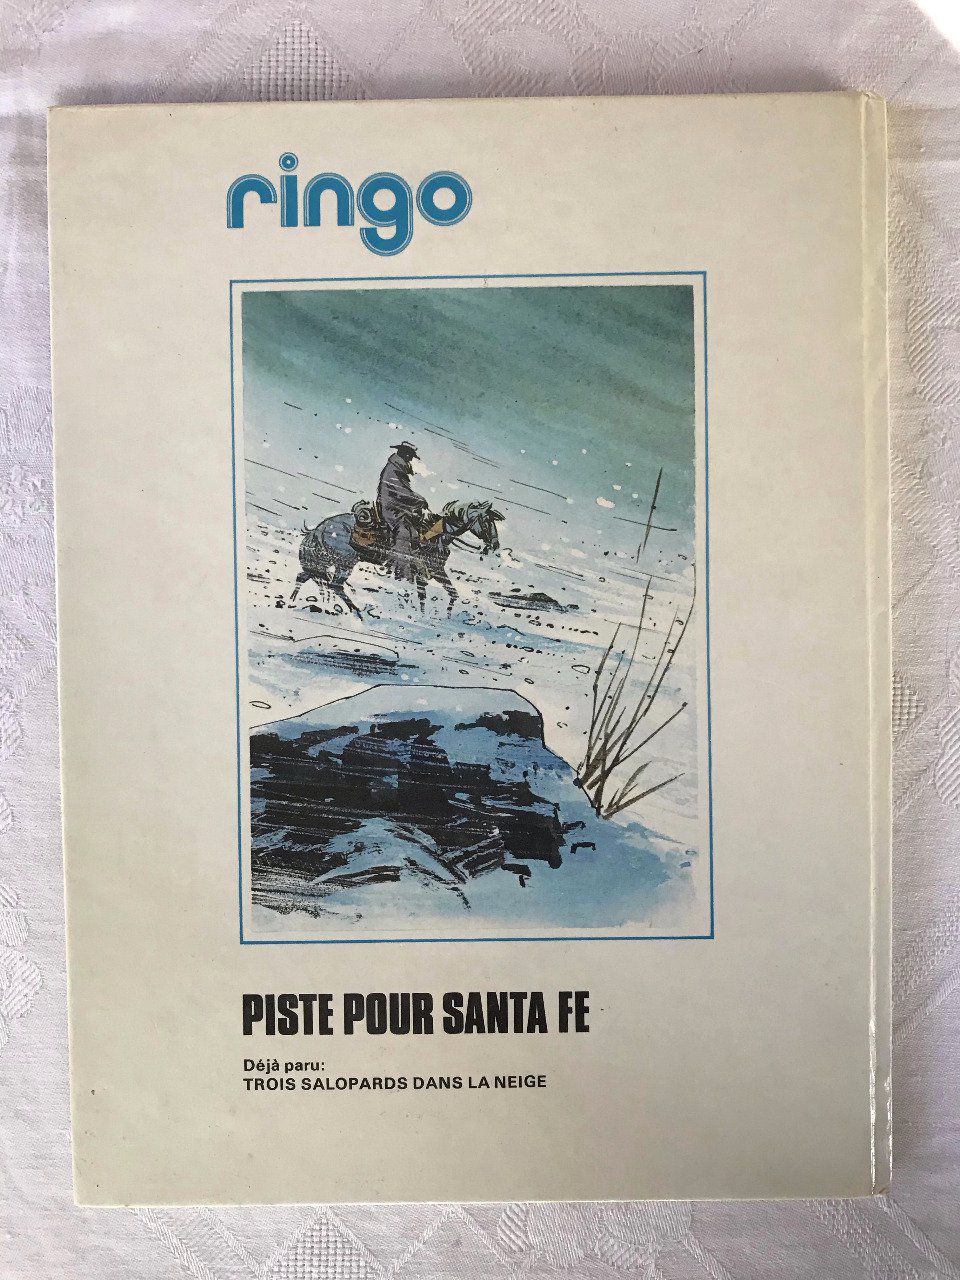 ringo
PISTE POUR SANTA FE
Déjà paru:
TROIS SALOPARDS DANS LA NEIGE